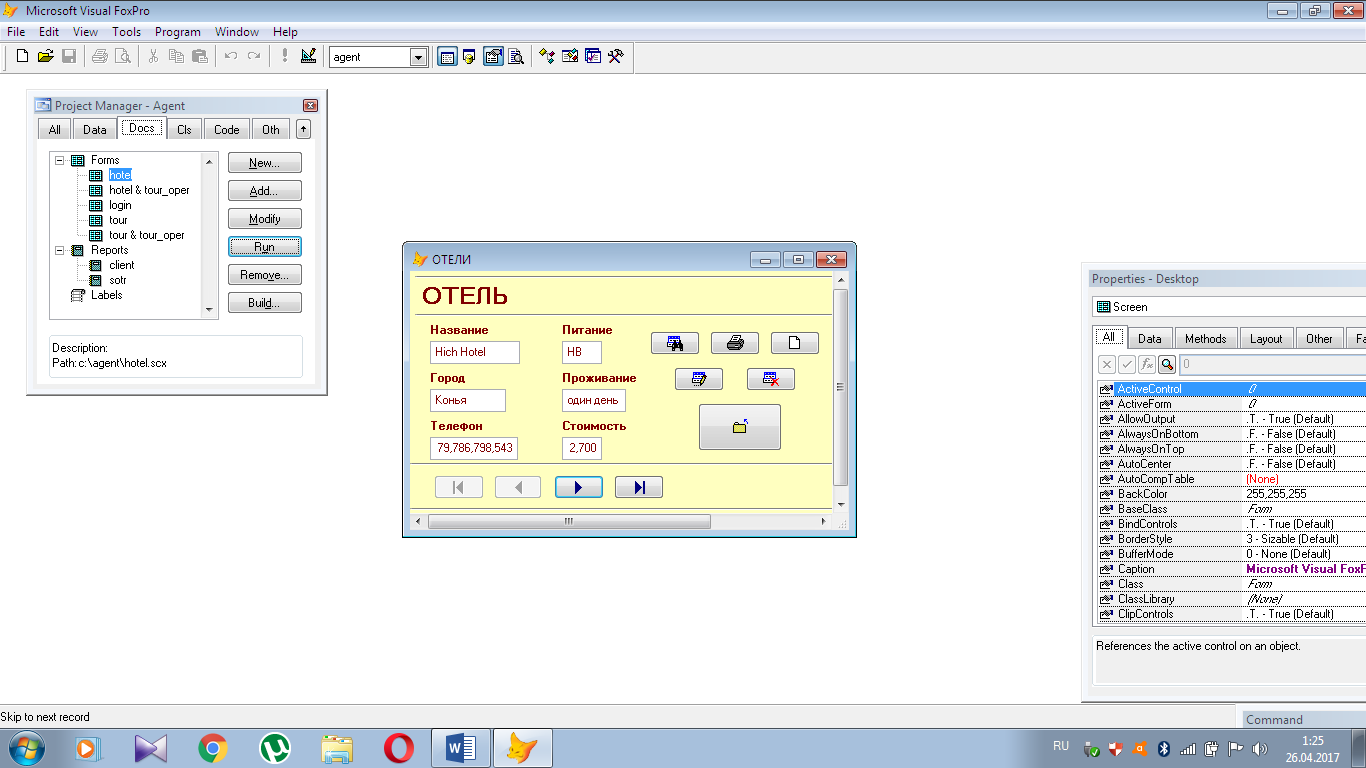 Microsoft Visual FoxPro
File Edit View Tools Program Window Help
agent
Project Manager - Agent
All Data Docs Cls Code Oth
Forms
hotel
hotel & tour_oper
login
tour
tour & tour_oper
Reports
client
sotr
Labels
New...
Add...
Modify
Run
Remove...
Build...
Description:
Path: c:\agent\hotel.scx
ОТЕЛИ
ОТЕЛЬ
Название Питание
Hich Hotel HB
Город Проживание
Конья один день
Телефон Стоимость
79,786,798,543 2,700
Properties - Desktop
Screen
All Data Methods Layout Other Fa
0
ActiveControl 0
ActiveForm 0
AllowOutput .T. - True (Default)
AlwaysOnBottom .F. - False (Default)
AlwaysOnTop .F. - False (Default)
AutoCenter .F. - False (Default)
AutoCompTable (None)
BackColor 255,255,255
BaseClass Form
BindControls .T. - True (Default)
BorderStyle 3 - Sizable (Default)
BufferMode 0 - None (Default)
Caption Microsoft Visual FoxP
Class Form
ClassLibrary (None)
ClipControls .T. - True (Default)
References the active control on an object.
Skip to next record
Command
RU
1:25
26.04.2017